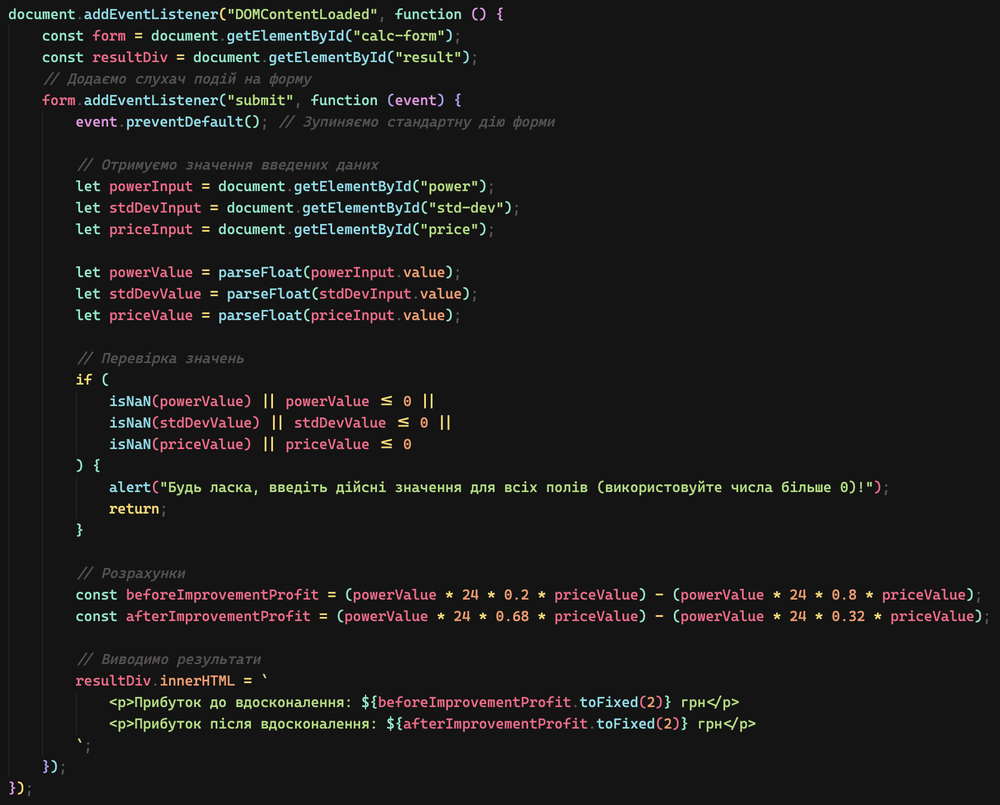 document.addEventListener("DOMContentLoaded", function () {
    const form = document.getElementById("calc-form");
    const resultDiv = document.getElementById("result");
    // Додаємо слухач подій на форму
    form.addEventListener("submit", function (event) {
        event.preventDefault(); // Зупиняємо стандартну дію форми

        // Отримуємо значення введених даних
        let powerInput = document.getElementById("power");
        let stdDevInput = document.getElementById("std-dev");
        let priceInput = document.getElementById("price");

        let powerValue = parseFloat(powerInput.value);
        let stdDevValue = parseFloat(stdDevInput.value);
        let priceValue = parseFloat(priceInput.value);

        // Перевірка значень
        if (
            isNaN(powerValue) || powerValue <= 0 ||
            isNaN(stdDevValue) || stdDevValue <= 0 ||
            isNaN(priceValue) || priceValue <= 0
        ) {
            alert("Будь ласка, введіть дійсні значення для всіх полів (використовуйте числа більше 0)!");
            return;
        }

        // Розрахунки
        const beforeImprovementProfit = (powerValue * 24 * 0.2 * priceValue) - (powerValue * 24 * 0.8 * priceValue);
        const afterImprovementProfit = (powerValue * 24 * 0.68 * priceValue) - (powerValue * 24 * 0.32 * priceValue);

        // Виводимо результати
        resultDiv.innerHTML = `
            <p>Прибуток до вдосконалення: ${beforeImprovementProfit.toFixed(2)} грн</p>
            <p>Прибуток після вдосконалення: ${afterImprovementProfit.toFixed(2)} грн</p>
        `;
    });
});